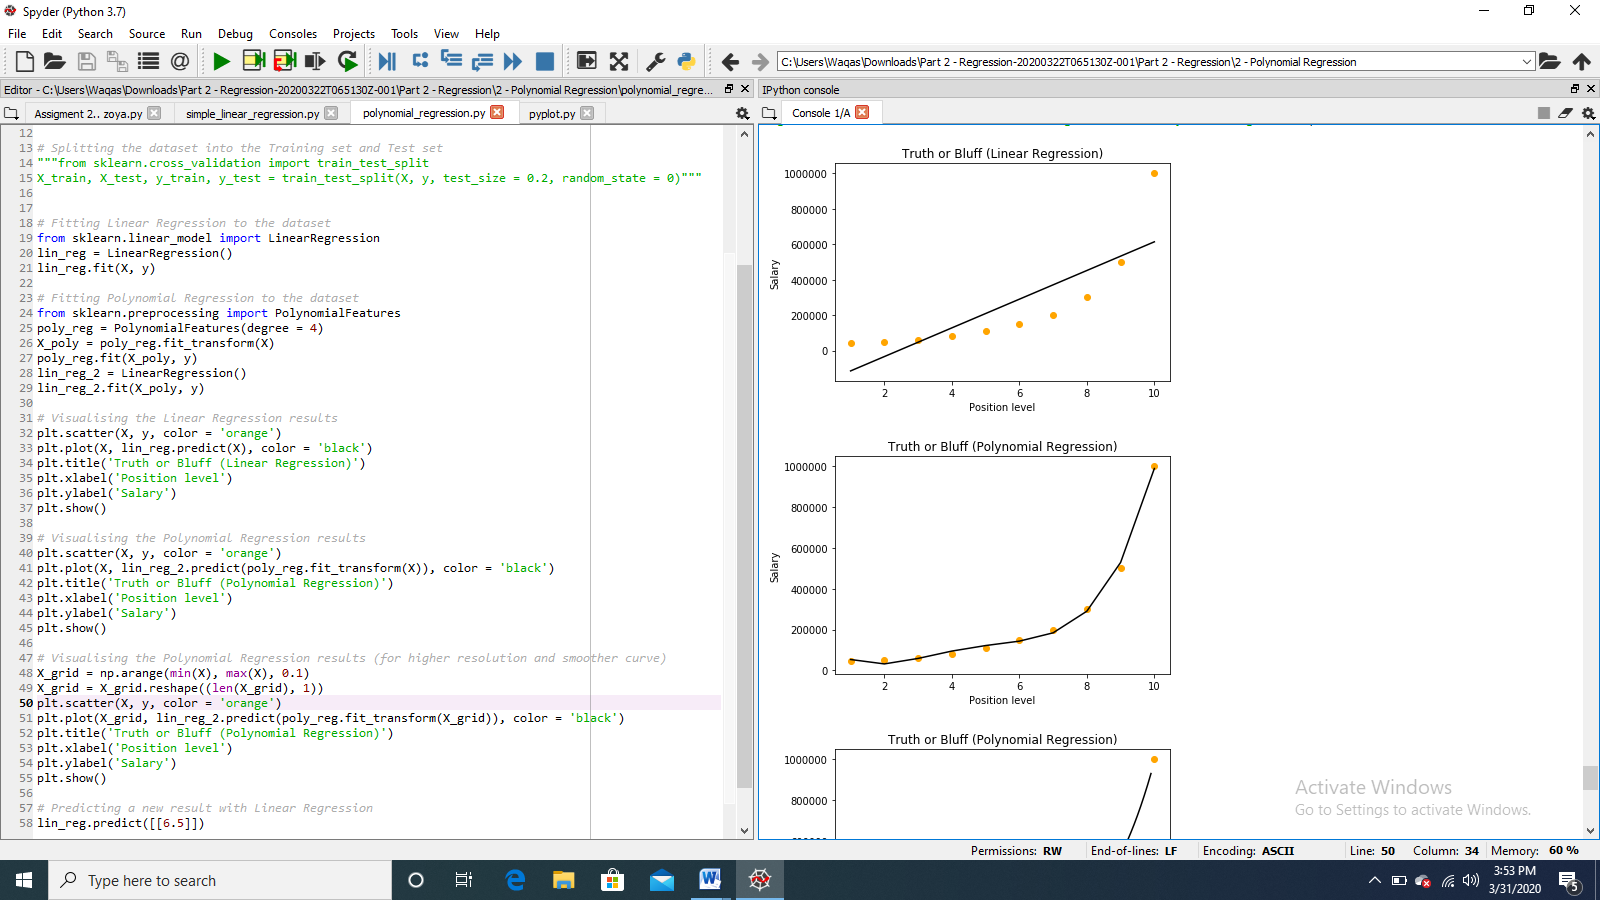 Spyder (Python 3.7)
File Edit Search Source Run Debug Consoles Projects Tools View Help
C:\Users\Waqas\Downloads\Part 2 - Regression-20200322T065130Z-001\Part 2 - Regression\2 - Polynomial Regression
Editor - C:\Users\Waqas\Downloads\Part 2 - Regression-20200322T065130Z-001\Part 2 - Regression\2 - Polynomial Regression\polynomial_regre...
Assigment 2.. zoya.py simple_linear_regression.py polynomial_regression.py pyplot.py
12
13 # Splitting the dataset into the Training set and Test set
14 """from sklearn.cross_validation import train_test_split
15 X_train, X_test, y_train, y_test = train_test_split(X, y, test_size = 0.2, random_state = 0)"""
16
17
18 # Fitting Linear Regression to the dataset
19 from sklearn.linear_model import LinearRegression
20 lin_reg = LinearRegression()
21 lin_reg.fit(X, y)
22
23 # Fitting Polynomial Regression to the dataset
24 from sklearn.preprocessing import PolynomialFeatures
25 poly_reg = PolynomialFeatures(degree = 4)
26 X_poly = poly_reg.fit_transform(X)
27 poly_reg.fit(X_poly, y)
28 lin_reg_2 = LinearRegression()
29 lin_reg_2.fit(X_poly, y)
30
31 # Visualising the Linear Regression results
32 plt.scatter(X, y, color = 'orange')
33 plt.plot(X, lin_reg.predict(X), color = 'black')
34 plt.title('Truth or Bluff (Linear Regression)')
35 plt.xlabel('Position level')
36 plt.ylabel('Salary')
37 plt.show()
38
39 # Visualising the Polynomial Regression results
40 plt.scatter(X, y, color = 'orange')
41 plt.plot(X, lin_reg_2.predict(poly_reg.fit_transform(X)), color = 'black')
42 plt.title('Truth or Bluff (Polynomial Regression)')
43 plt.xlabel('Position level')
44 plt.ylabel('Salary')
45 plt.show()
46
47 # Visualising the Polynomial Regression results (for higher resolution and smoother curve)
48 X_grid = np.arange(min(X), max(X), 0.1)
49 X_grid = X_grid.reshape((len(X_grid), 1))
50 plt.scatter(X, y, color = 'orange')
51 plt.plot(X_grid, lin_reg_2.predict(poly_reg.fit_transform(X_grid)), color = 'black')
52 plt.title('Truth or Bluff (Polynomial Regression)')
53 plt.xlabel('Position level')
54 plt.ylabel('Salary')
55 plt.show()
56
57 # Predicting a new result with Linear Regression
58 lin_reg.predict([[6.5]])
IPython console
Console 1/A
Truth or Bluff (Linear Regression)
1000000
800000
600000
400000
200000
0
Salary
2 4 6 8 10
Position level
Truth or Bluff (Polynomial Regression)
1000000
800000
600000
400000
200000
0
Salary
2 4 6 8 10
Position level
Truth or Bluff (Polynomial Regression)
1000000
800000
Activate Windows
Go to Settings to activate Windows.
Permissions: RW End-of-lines: LF Encoding: ASCII Line: 50 Column: 34 Memory: 60 %
Type here to search
3:53 PM
3/31/2020
5